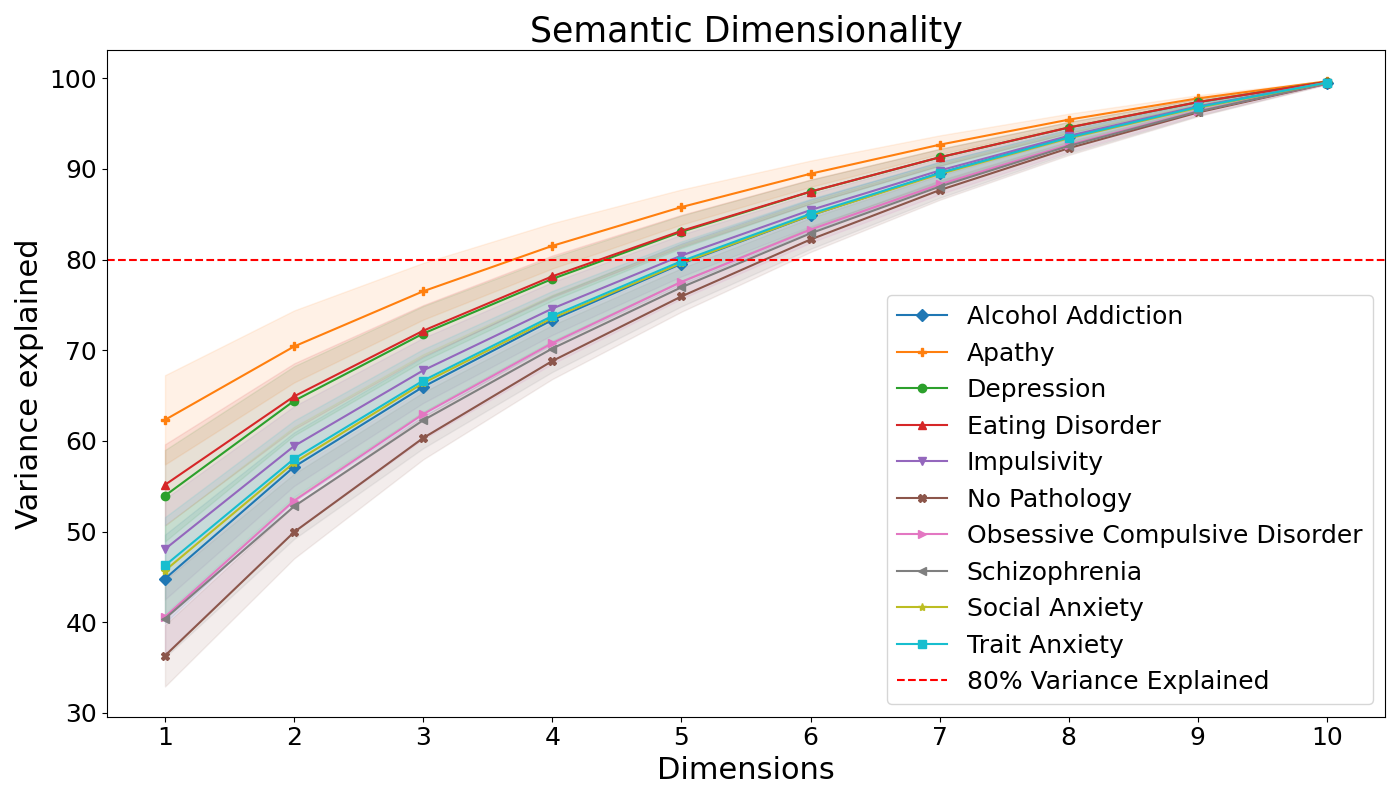 Semantic Dimensionality
Variance explained
100
90
80
70
60
50
40
30
Alcohol Addiction
Apathy
Depression
Eating Disorder
Impulsivity
No Pathology
Obsessive Compulsive Disorder
Schizophrenia
Social Anxiety
Trait Anxiety
80% Variance Explained
1 2 3 4 5 6 7 8 9 10
Dimensions